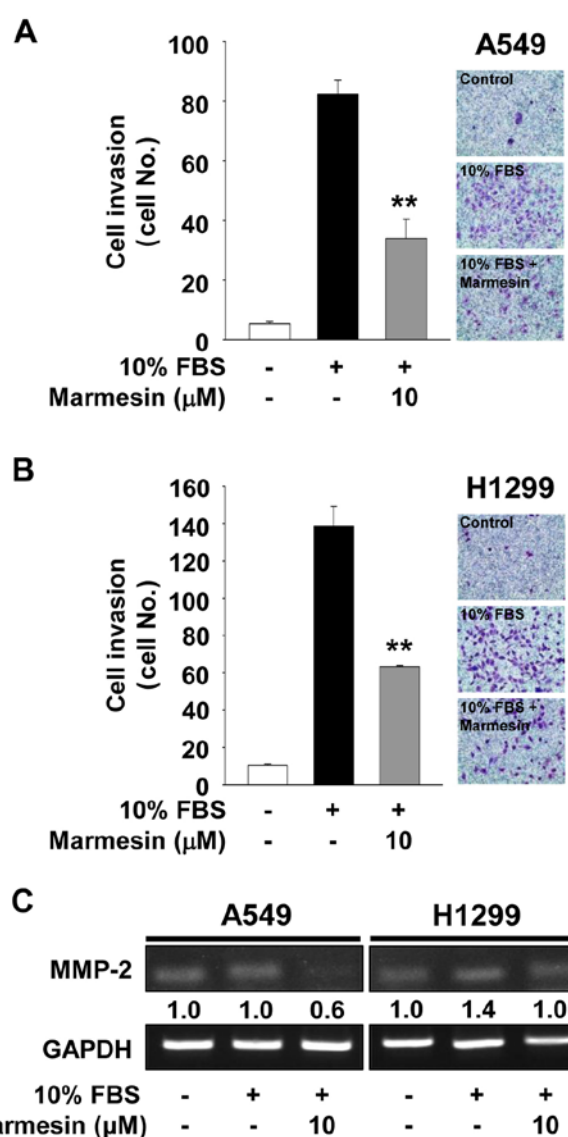 A
A549
100
80
60
40
20
0
Cell invasion
(cell No.)
**
Control
10% FBS
10% FBS +
Marmesin
10% FBS - + +
Marmesin (µM) - - 10
B
H1299
160
140
120
100
80
60
40
20
0
Cell invasion
(cell No.)
**
Control
10% FBS
10% FBS +
Marmesin
10% FBS - + +
Marmesin (µM) - - 10
C
A549 H1299
MMP-2
1.0 1.0 0.6 1.0 1.4 1.0
GAPDH
10% FBS - + + - + +
armesin (µM) - - 10 - - 10